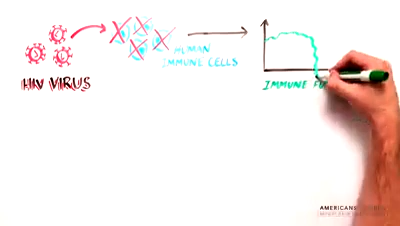 HIV VIRUS
HUMAN
IMMUNE CELLS
IMMUNE
AMERICANS